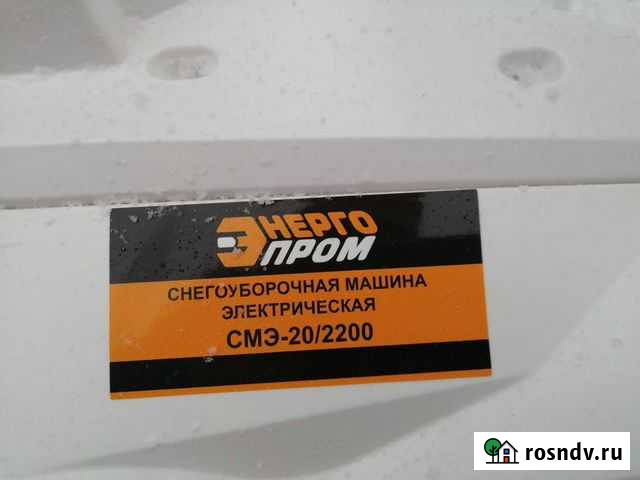 ЭНЕРГО
ПРОМ
СНЕГОУБОРОЧНАЯ МАШИНА
ЭЛЕКТРИЧЕСКАЯ
СМЭ-20/2200
rosndv.ru